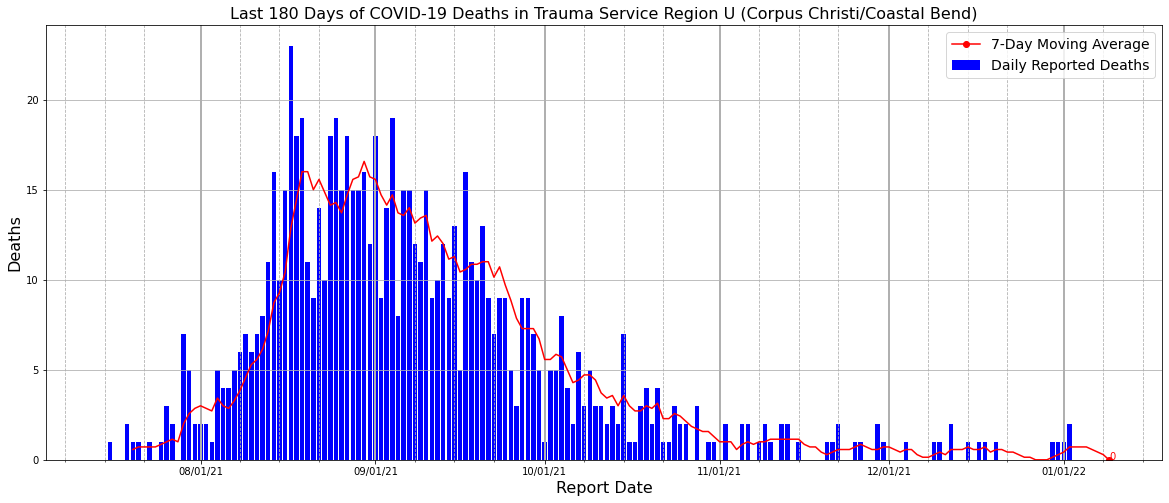 Last 180 Days of COVID-19 Deaths in Trauma Service Region U (Corpus Christi/Coastal Bend)
7-Day Moving Average
Daily Reported Deaths
20
15
10
5
0
Deaths
0
08/01/21 09/01/21 10/01/21 11/01/21 12/01/21 01/01/22
Report Date